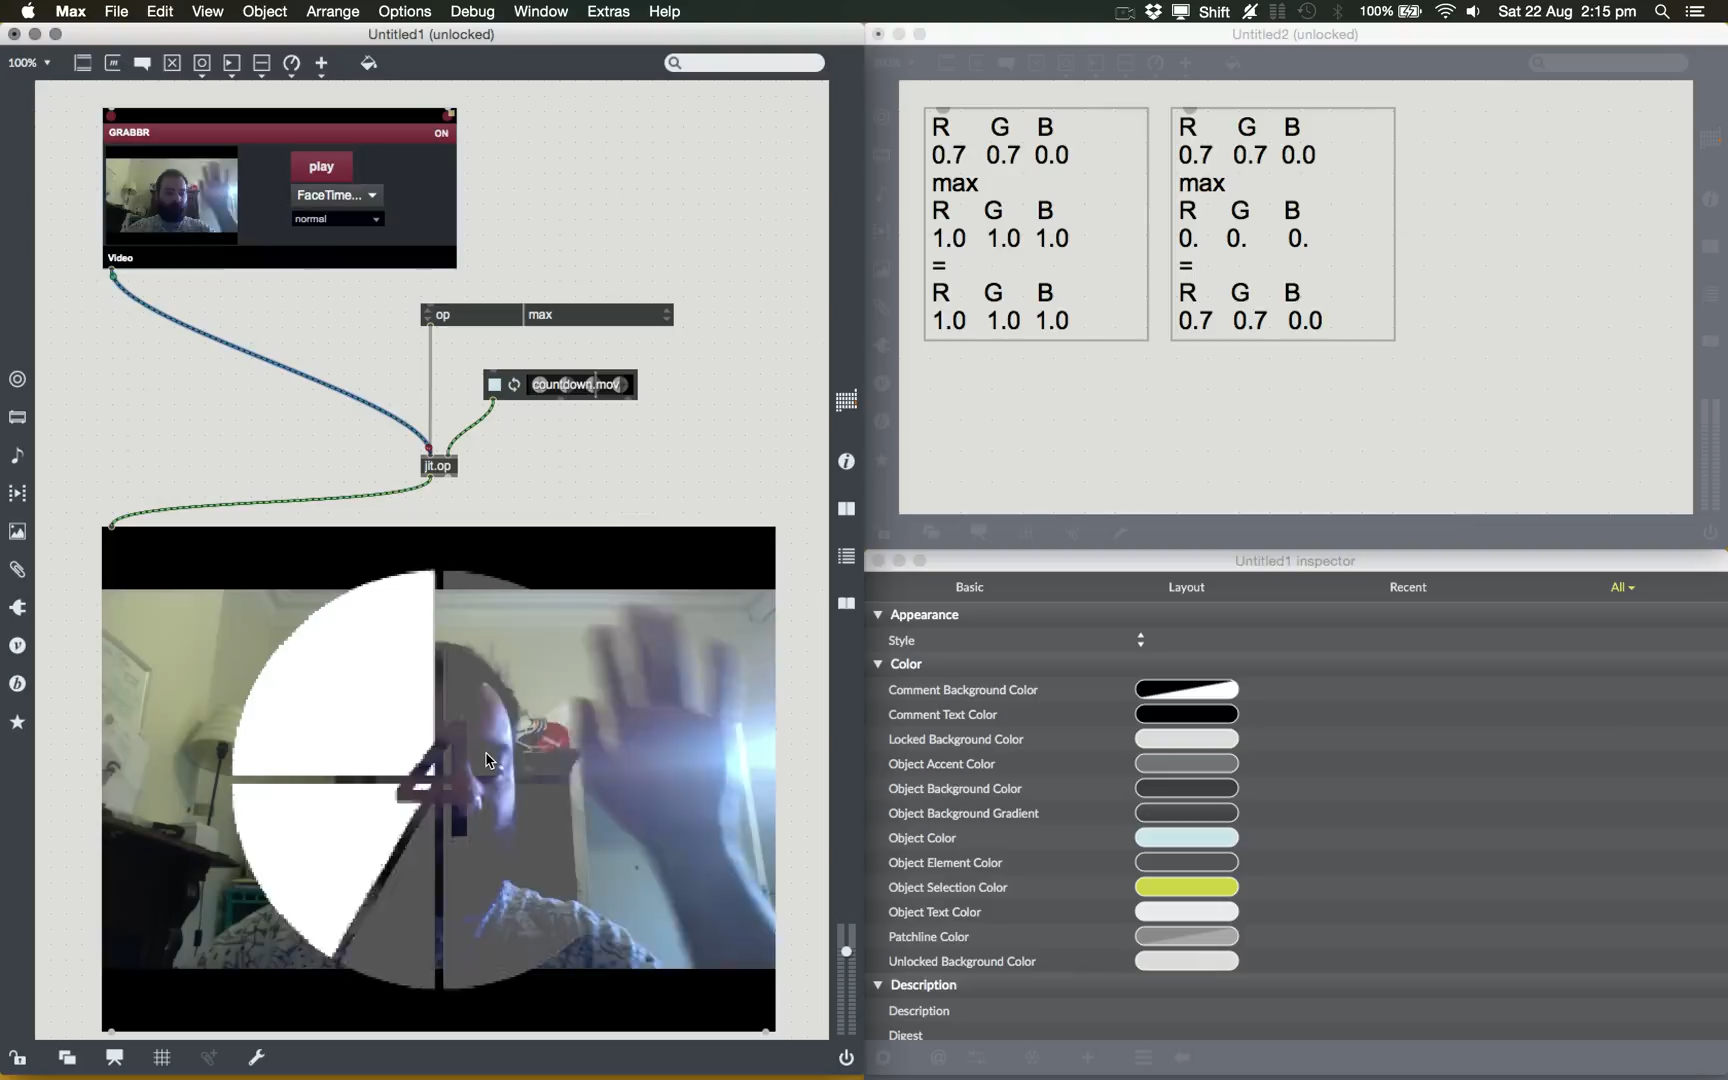 Max File Edit View Object Arrange Options Debug Window Extras Help
Shift 100% Sat 22 Aug 2:15 pm
Untitled1 (unlocked)
100%
GRABBR ON
play
FaceTime...
normal
Video
op max
countdown.mov
jit.op
4
Untitled2 (unlocked)
R G B
0.7 0.7 0.0
max
R G B
1.0 1.0 1.0
=
R G B
1.0 1.0 1.0
R G B
0.7 0.7 0.0
max
R G B
0. 0. 0.
=
R G B
0.7 0.7 0.0
Untitled1 inspector
Basic Layout Recent All
Appearance
Style
Color
Comment Background Color
Comment Text Color
Locked Background Color
Object Accent Color
Object Background Color
Object Background Gradient
Object Color
Object Element Color
Object Selection Color
Object Text Color
Patchline Color
Unlocked Background Color
Description
Description
Digest